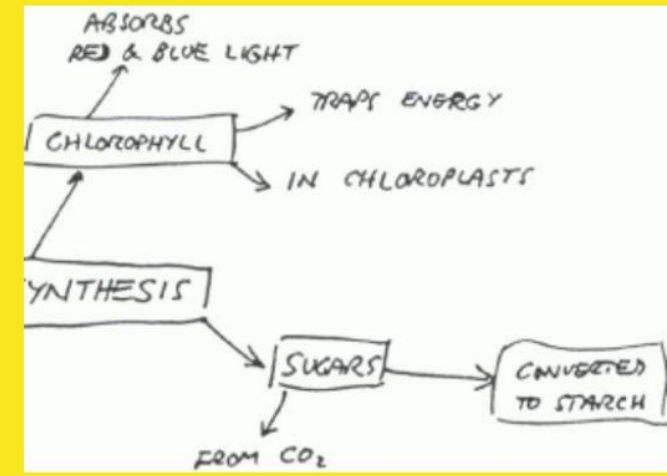 ABSORBS
RED & BLUE LIGHT
TRAPS ENERGY
CHLOROPHYLL
IN CHLOROPLASTS
YNTHESIS
SUGARS
CONVERTED
TO STARCH
FROM CO₂